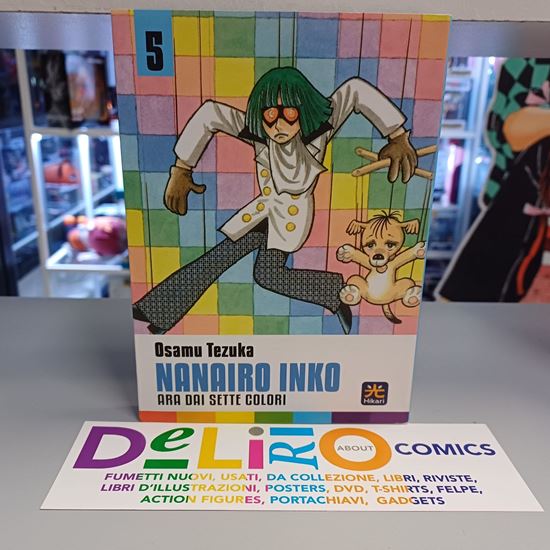 5
Osamu Tezuka
NANAIRO INKO
ARA DAI SETTE COLORI
光
Hikari
DeLiRiO ABOUT COMICS
FUMETTI NUOVI, USATI, DA COLLEZIONE, LIBRI, RIVISTE,
LIBRI D'ILLUSTRAZIONI, POSTERS, DVD, T-SHIRTS, FELPE,
ACTION FIGURES, PORTACHIAVI, GADGETS